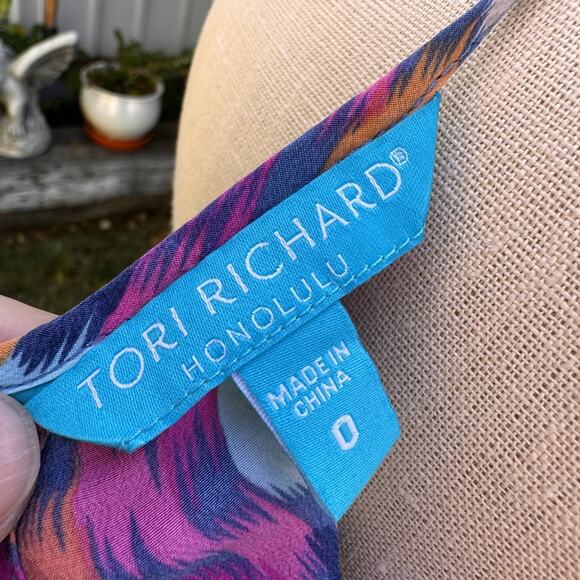 TORI RICHARD®
HONOLULU
MADE IN
CHINA
0